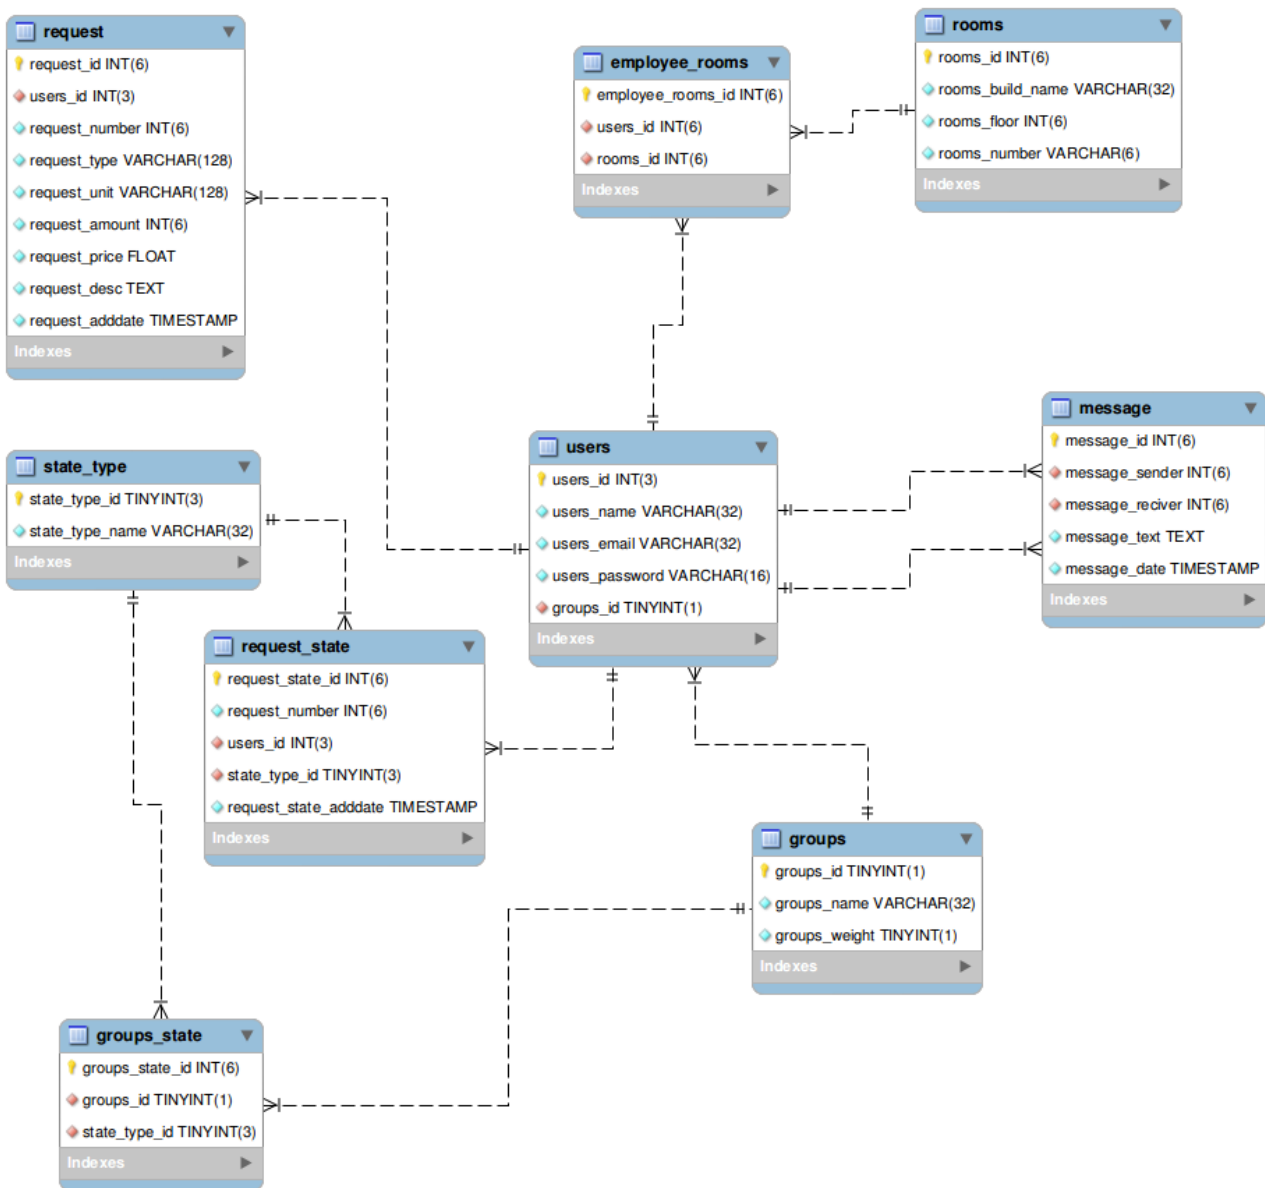 request
request_id INT(6)
users_id INT(3)
request_number INT(6)
request_type VARCHAR(128)
request_unit VARCHAR(128)
request_amount INT(6)
request_price FLOAT
request_desc TEXT
request_adddate TIMESTAMP
Indexes
employee_rooms
employee_rooms_id INT(6)
users_id INT(6)
rooms_id INT(6)
Indexes
rooms
rooms_id INT(6)
rooms_build_name VARCHAR(32)
rooms_floor INT(6)
rooms_number VARCHAR(6)
Indexes
state_type
state_type_id TINYINT(3)
state_type_name VARCHAR(32)
Indexes
users
users_id INT(3)
users_name VARCHAR(32)
users_email VARCHAR(32)
users_password VARCHAR(16)
groups_id TINYINT(1)
Indexes
message
message_id INT(6)
message_sender INT(6)
message_reciver INT(6)
message_text TEXT
message_date TIMESTAMP
Indexes
request_state
request_state_id INT(6)
request_number INT(6)
users_id INT(3)
state_type_id TINYINT(3)
request_state_adddate TIMESTAMP
Indexes
groups
groups_id TINYINT(1)
groups_name VARCHAR(32)
groups_weight TINYINT(1)
Indexes
groups_state
groups_state_id INT(6)
groups_id TINYINT(1)
state_type_id TINYINT(3)
Indexes